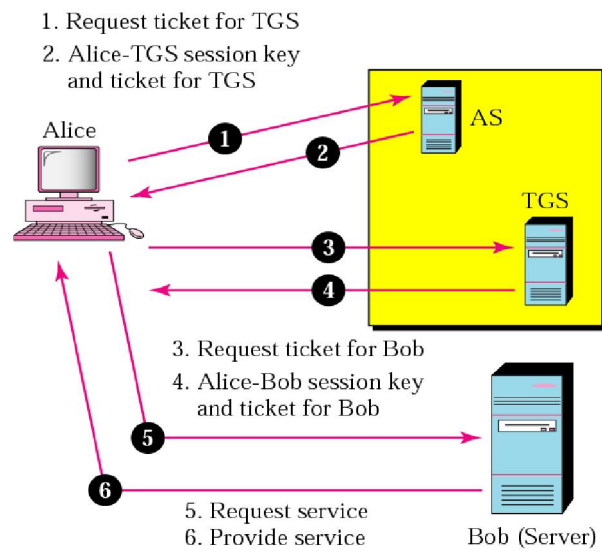 1. Request ticket for TGS
2. Alice-TGS session key
and ticket for TGS
Alice
AS
1
2
TGS
3
4
3. Request ticket for Bob
4. Alice-Bob session key
and ticket for Bob
5
6
5. Request service
6. Provide service
Bob (Server)